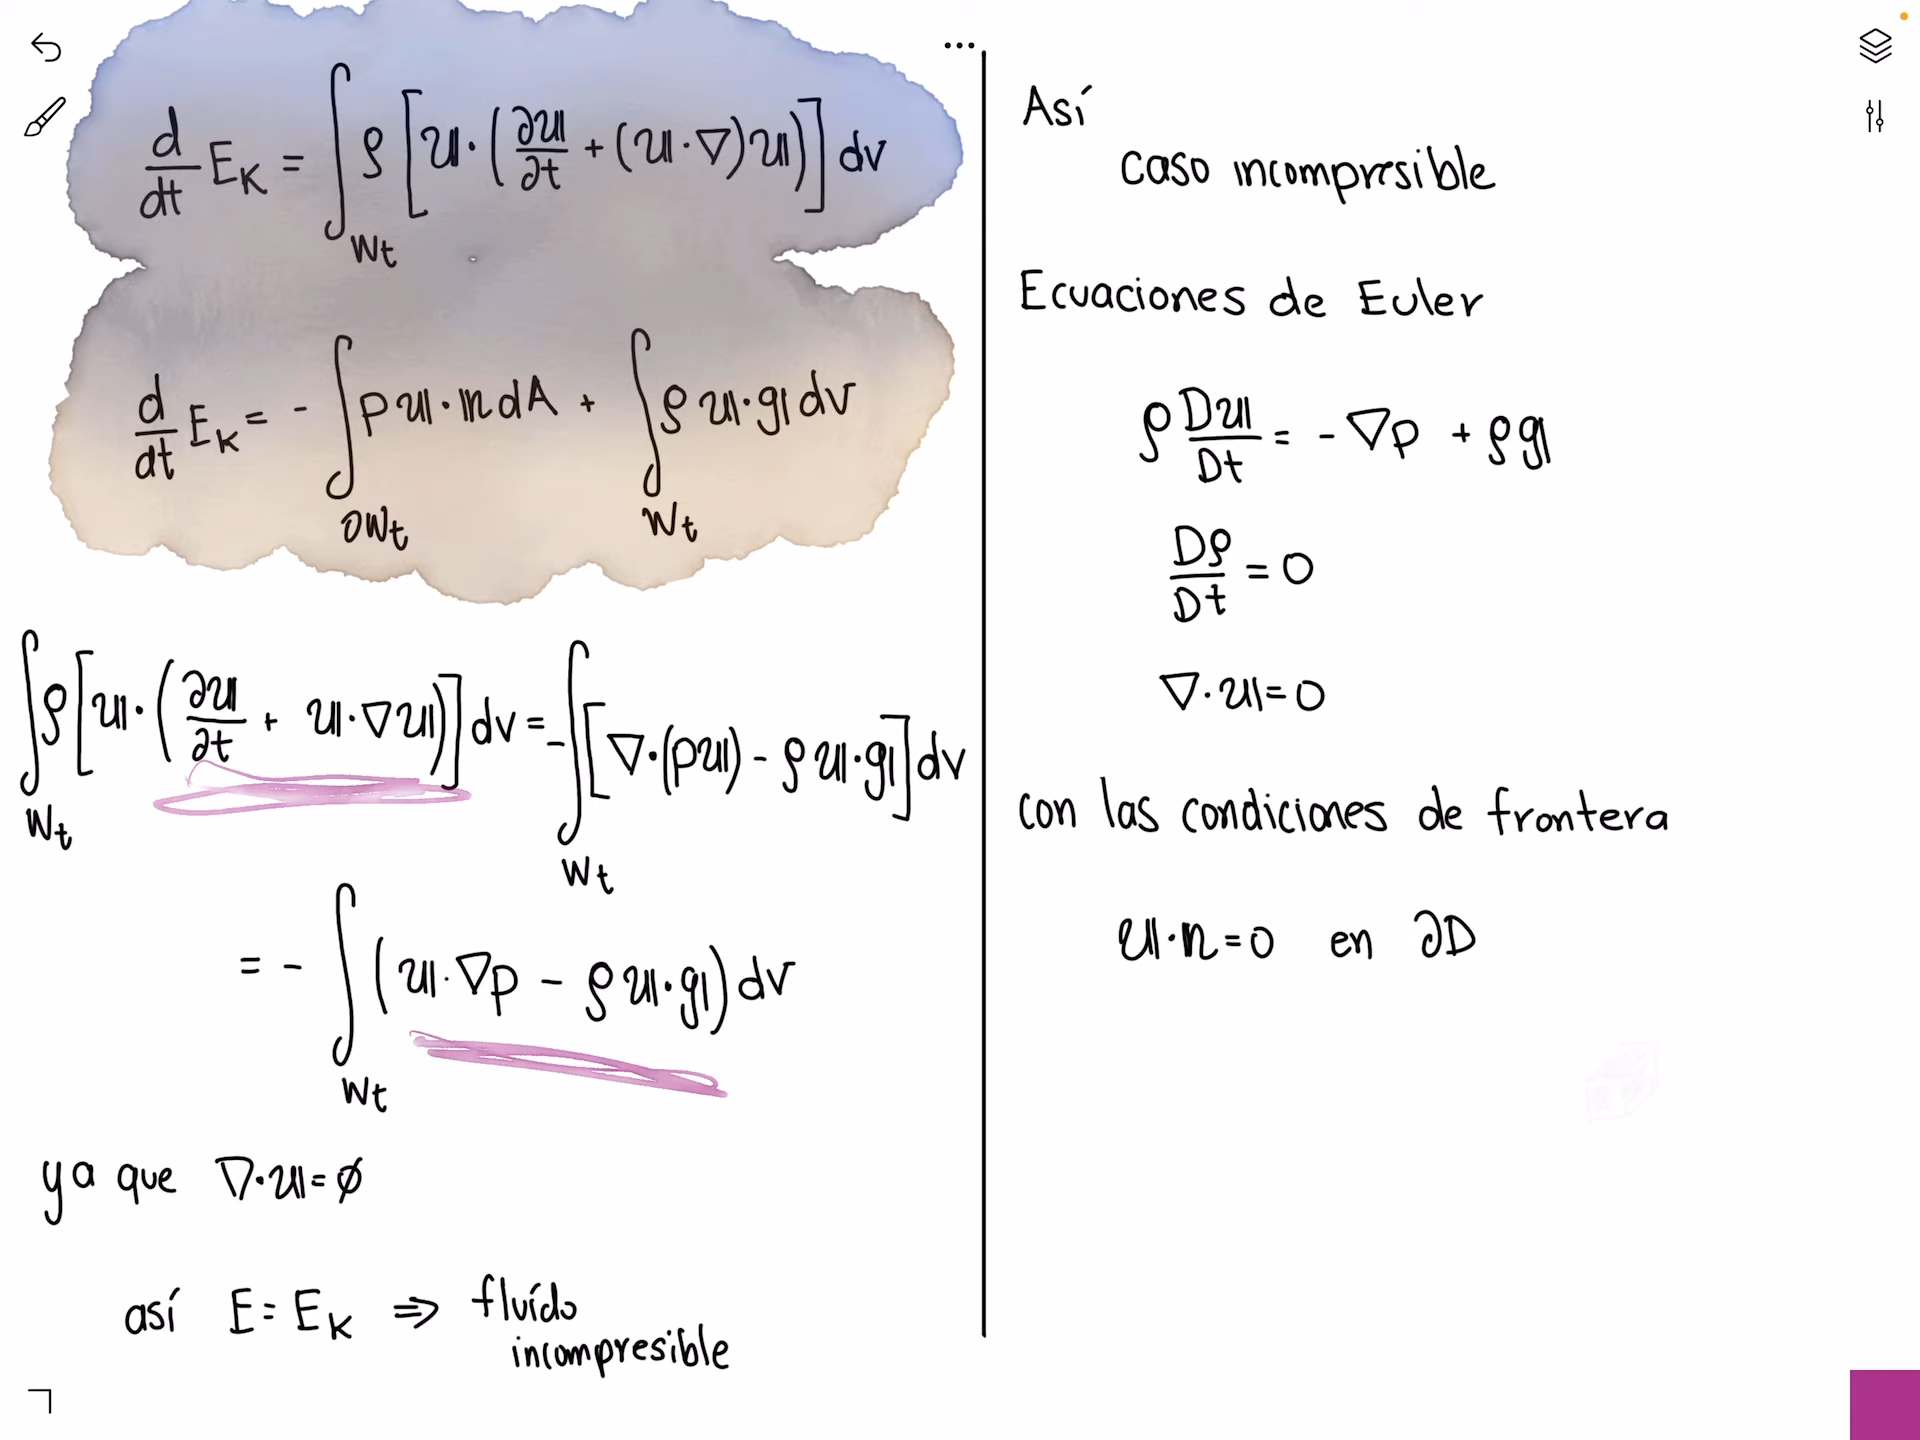 d/dt E_K = ∫_{W_t} ρ [u · (∂u/∂t + (u · ∇)u)] dV
d/dt E_K = - ∫_{∂W_t} p u · n dA + ∫_{W_t} ρ u · g dV
∫_{W_t} ρ [u · (∂u/∂t + u · ∇u)] dV = - ∫_{W_t} [∇ · (pu) - ρ u · g] dV
= - ∫_{W_t} (u · ∇p - ρ u · g) dV
ya que ∇ · u = ∅
así E = E_K ⇒ fluído
incompresible
Así
caso incompresible
Ecuaciones de Euler
ρ Du/Dt = - ∇p + ρg
Dρ/Dt = 0
∇ · u = 0
con las condiciones de frontera
u · n = 0 en ∂D